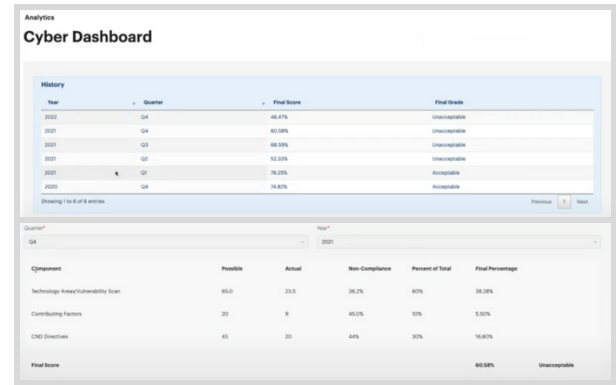 Analytics
Cyber Dashboard
History
Year Quarter Final Score Final Grade
2022 Q4 46.41% Unacceptable
2021 Q4 60.58% Unacceptable
2021 Q3 68.59% Unacceptable
2021 Q2 52.33% Unacceptable
2021 Q1 78.25% Acceptable
2020 Q4 74.82% Acceptable
Showing 1 to 6 of 6 entries Previous 1 Next
Quarter* Year*
Q4 2021
Component Possible Actual Non-Compliance Percent of Total Final Percentage
Technology Areas/Vulnerability Scan 65.0 23.5 36.2% 60% 38.28%
Contributing Factors 20 9 45.0% 10% 5.50%
CND Directives 45 20 44% 30% 16.80%
Final Score 60.58% Unacceptable